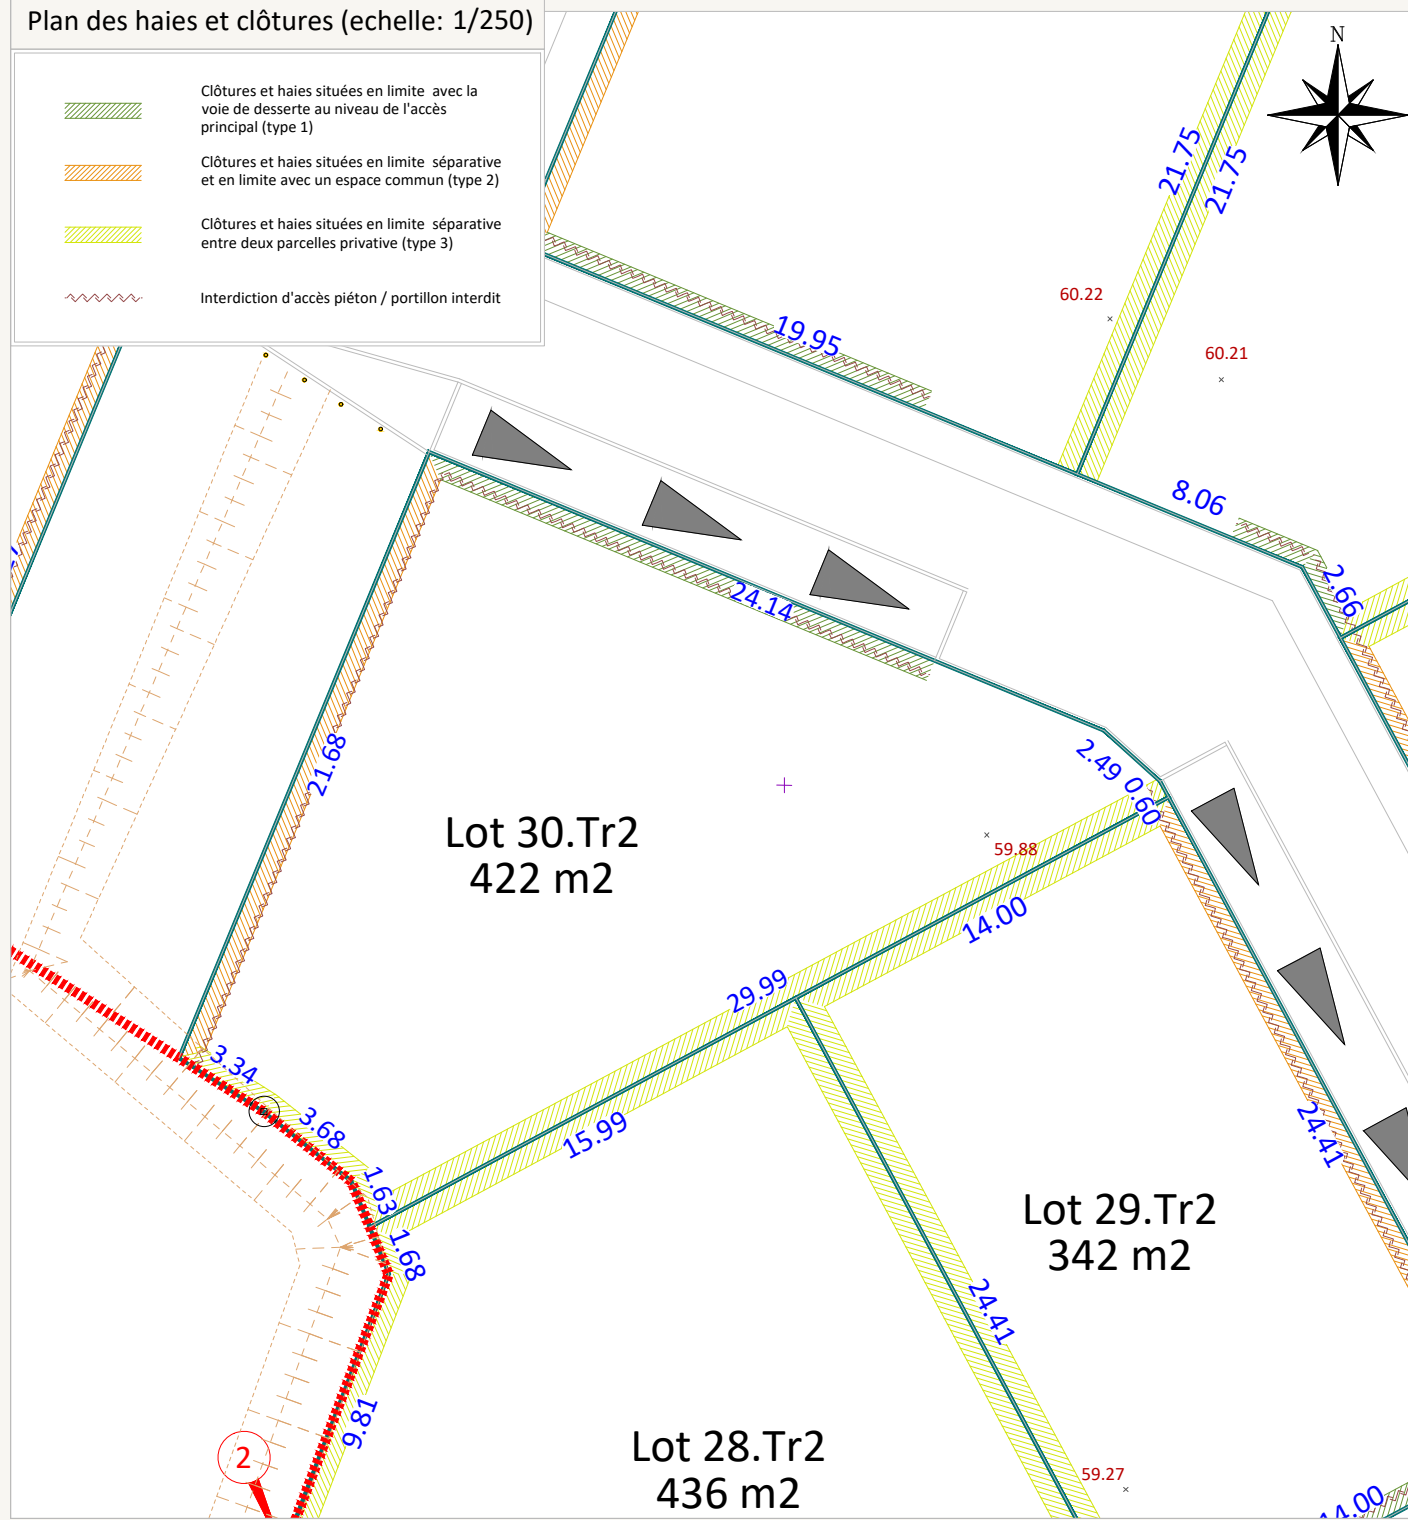 Plan des haies et clôtures (echelle: 1/250)
Clôtures et haies situées en limite avec la
voie de desserte au niveau de l'accès
principal (type 1)
Clôtures et haies situées en limite séparative
et en limite avec un espace commun (type 2)
Clôtures et haies situées en limite séparative
entre deux parcelles privative (type 3)
Interdiction d'accès piéton / portillon interdit
N
21.75
21.75
60.22
19.95
60.21
8.06
2.66
24.14
21.68
2.49
0.60
Lot 30.Tr2
422 m2
59.88
14.00
29.99
3.34
3.68
15.99
24.41
1.63
Lot 29.Tr2
342 m2
1.68
24.41
9.81
Lot 28.Tr2
436 m2
2
59.27
14.00